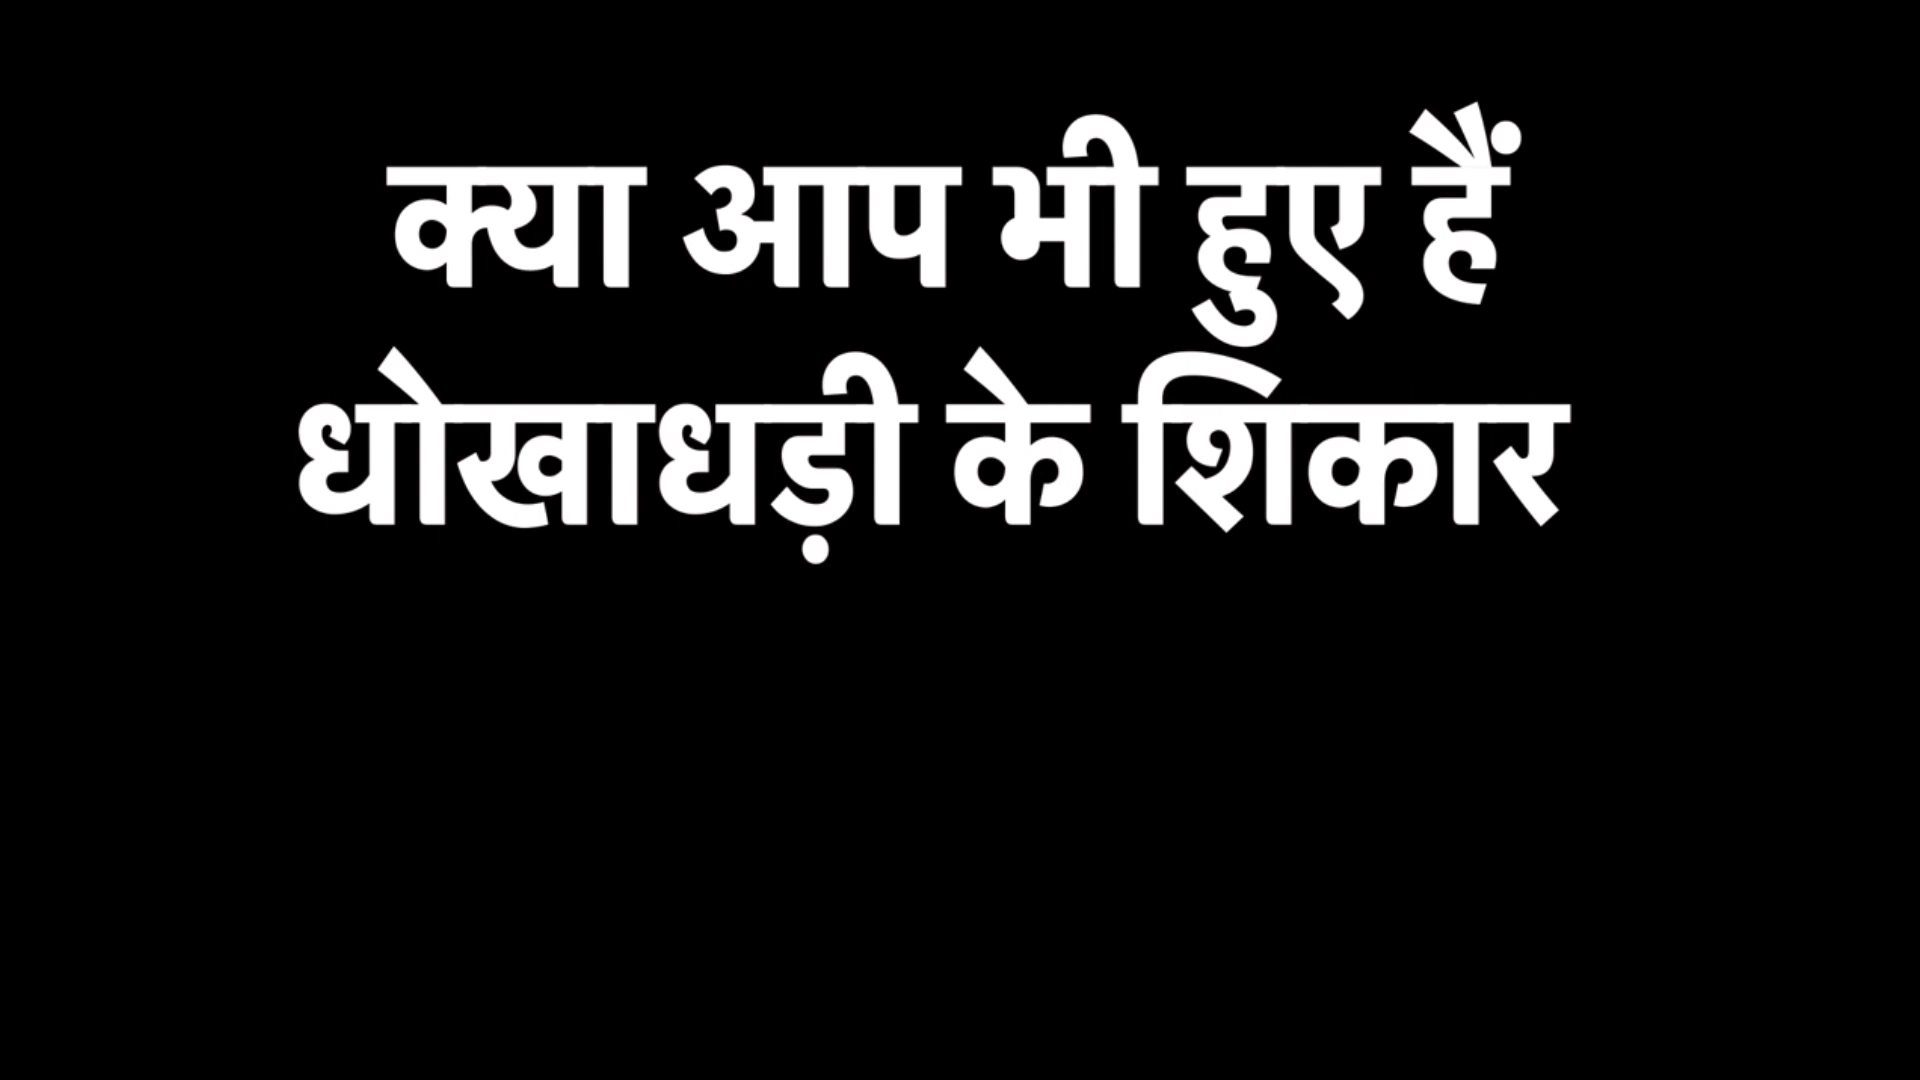 क्या आप भी हुए हैं
धोखाधड़ी के शिकार